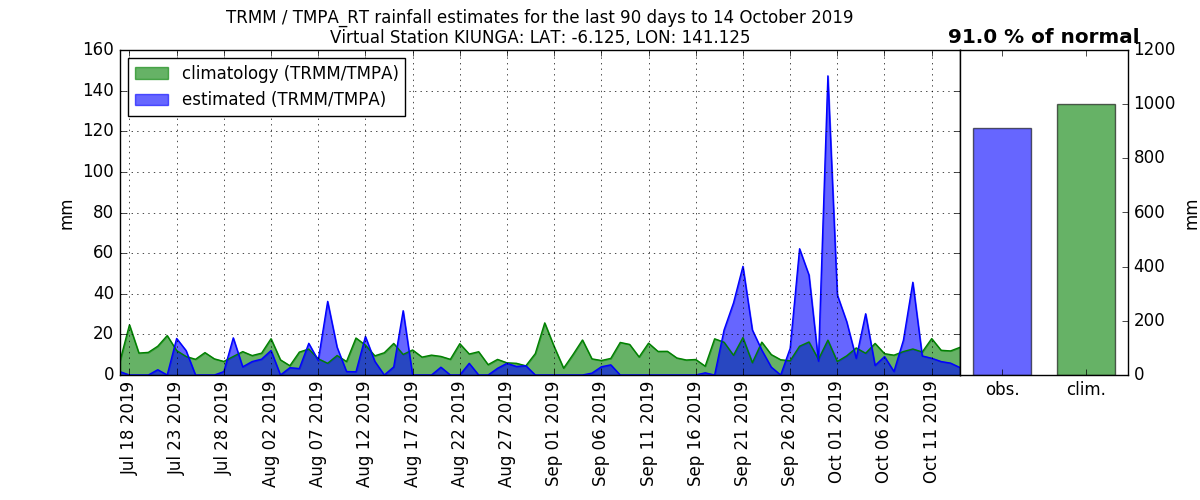 TRMM / TMPA_RT rainfall estimates for the last 90 days to 14 October 2019
Virtual Station KIUNGA: LAT: -6.125, LON: 141.125
91.0 % of normal
climatology (TRMM/TMPA)
estimated (TRMM/TMPA)
160
140
120
100
80
60
40
20
0
mm
1200
1000
800
600
400
200
0
mm
Jul 18 2019
Jul 23 2019
Jul 28 2019
Aug 02 2019
Aug 07 2019
Aug 12 2019
Aug 17 2019
Aug 22 2019
Aug 27 2019
Sep 01 2019
Sep 06 2019
Sep 11 2019
Sep 16 2019
Sep 21 2019
Sep 26 2019
Oct 01 2019
Oct 06 2019
Oct 11 2019
obs.
clim.